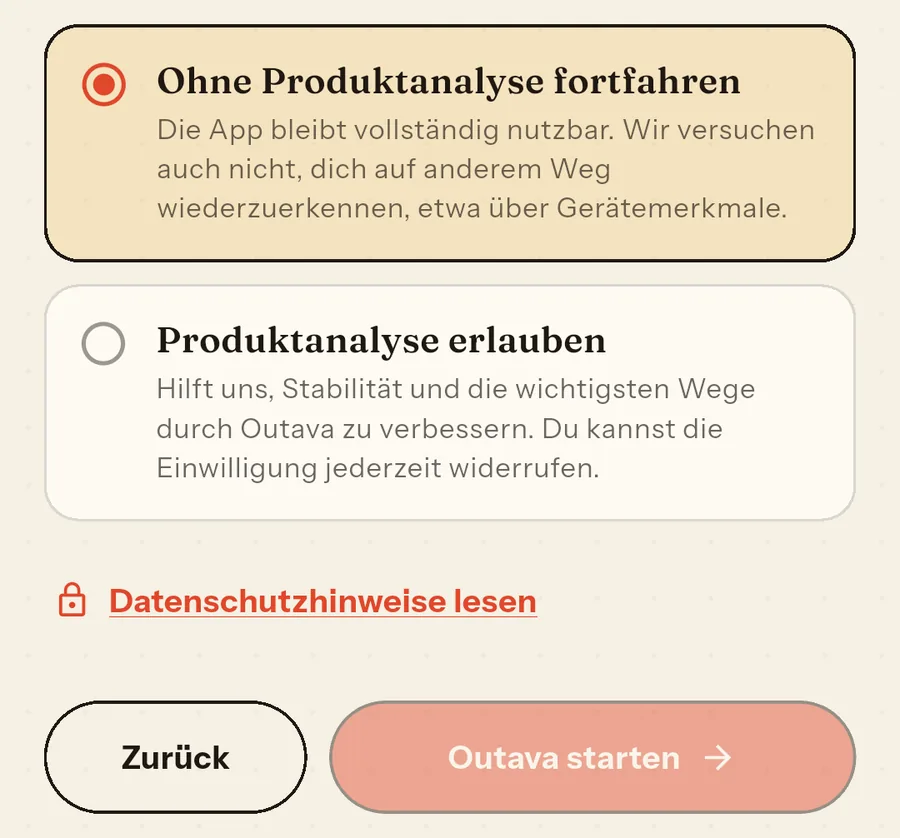 Ohne Produktanalyse fortfahren
Die App bleibt vollständig nutzbar. Wir versuchen
auch nicht, dich auf anderem Weg
wiederzuerkennen, etwa über Gerätemerkmale.
Produktanalyse erlauben
Hilft uns, Stabilität und die wichtigsten Wege
durch Outava zu verbessern. Du kannst die
Einwilligung jederzeit widerrufen.
Datenschutzhinweise lesen
Zurück
Outava starten →